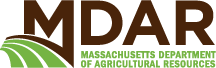 MDAR
MASSACHUSETTS DEPARTMENT
OF AGRICULTURAL RESOURCES